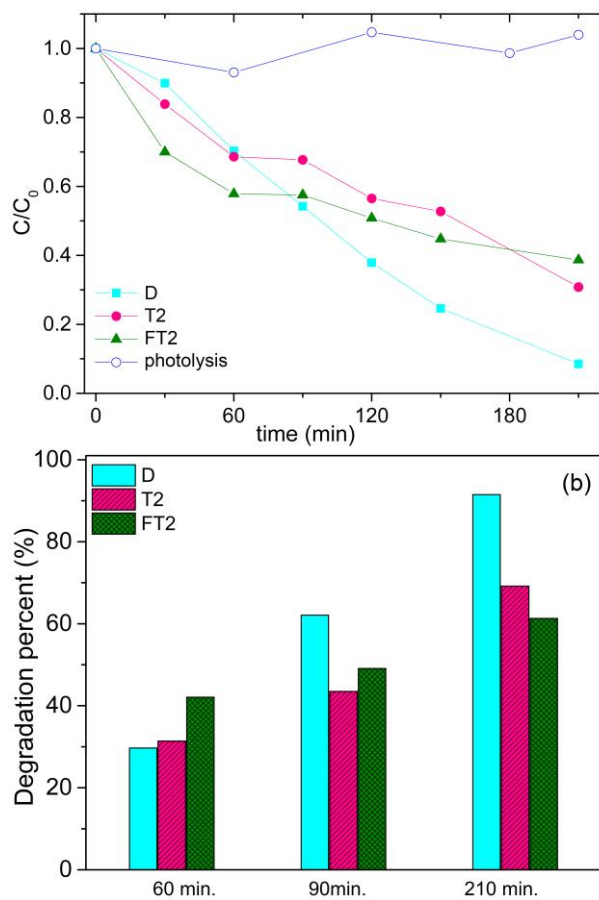 1.0
0.8
0.6
0.4
0.2
0.0
C/C0
D
T2
FT2
photolysis
0 60 120 180
time (min)
100
80
60
40
20
0
Degradation percent (%)
D
T2
FT2
(b)
60 min. 90min. 210 min.